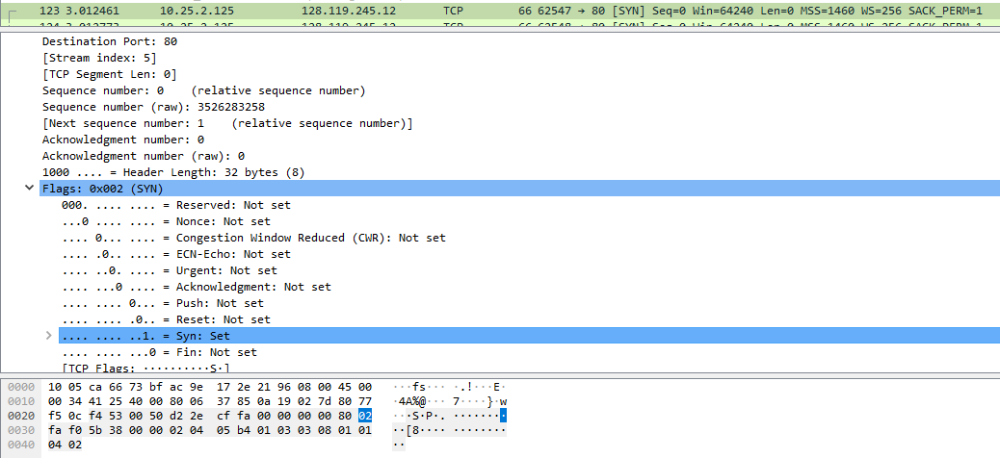 123 3.012461 10.25.2.125 128.119.245.12 TCP 66 62547 → 80 [SYN] Seq=0 Win=64240 Len=0 MSS=1460 WS=256 SACK_PERM=1
Destination Port: 80
[Stream index: 5]
[TCP Segment Len: 0]
Sequence number: 0 (relative sequence number)
Sequence number (raw): 3526283258
[Next sequence number: 1 (relative sequence number)]
Acknowledgment number: 0
Acknowledgment number (raw): 0
1000 .... = Header Length: 32 bytes (8)
Flags: 0x002 (SYN)
000. .... .... = Reserved: Not set
...0 .... .... = Nonce: Not set
.... 0... .... = Congestion Window Reduced (CWR): Not set
.... .0.. .... = ECN-Echo: Not set
.... ..0. .... = Urgent: Not set
.... ...0 .... = Acknowledgment: Not set
.... .... 0... = Push: Not set
.... .... .0.. = Reset: Not set
.... .... ..1. = Syn: Set
.... .... ...0 = Fin: Not set
[TCP Flags: ··········S·]
0000 10 05 ca 66 73 bf ac 9e 17 2e 21 96 08 00 45 00 ···fs··· ·.!···E·
0010 00 34 41 25 40 00 80 06 37 85 0a 19 02 7d 80 77 ·4A%@··· 7····}·w
0020 f5 0c f4 53 00 50 d2 2e cf fa 00 00 00 00 80 02 ···S·P·. ········
0030 fa f0 5b 38 00 00 02 04 05 b4 01 03 03 08 01 01 ··[8···· ········
0040 04 02 ··